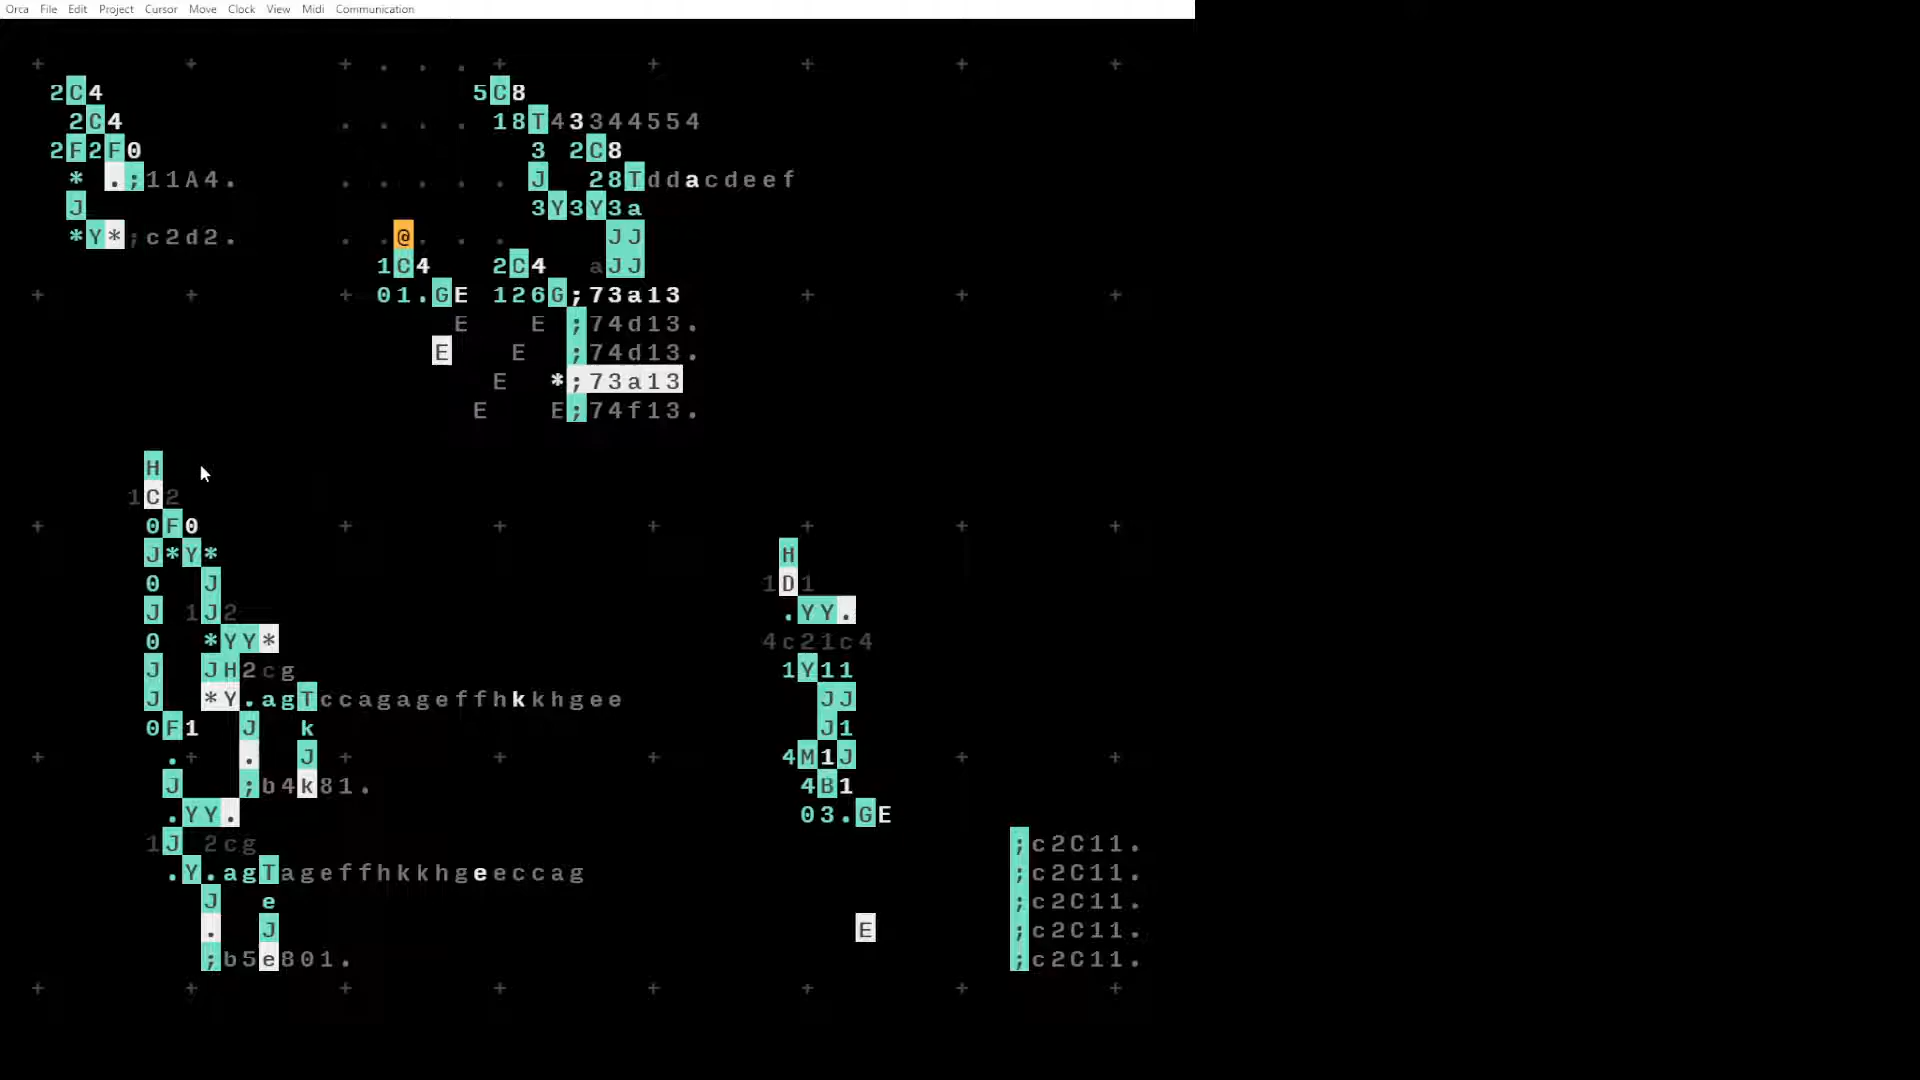 Orca File Edit Project Cursor Move Clock View Midi Communication
+ + + . . . + + + + +
2C4 5C8
2C4 . . . . 18T43344554
2F2F0 3 2C8
* .;11A4. . . . . . J 28Tddacdeef
J 3Y3Y3a
*Y*;c2d2. . .@. . . JJ
1C4 2C4 aJJ
+ + + 01.GE 126G;73a13 + + +
E E ;74d13.
E E ;74d13.
E *;73a13
E E;74f13.
H
1C2
+ 0F0 + + + + + +
J*Y* H
0 J 1D1
J 1J2 .YY.
0 *YY* 4c21c4
J JH2cg 1Y11
J *Y.agTccagageffhkkhgee JJ
0F1 J k J1
+ .+ . J + + + 4M1J + +
J ;b4k81. 4B1
.YY. 03.GE
1J 2cg ;c2C11.
.Y.agTageffhkkhgeeccag ;c2C11.
J e ;c2C11.
. J E ;c2C11.
;b5e801. ;c2C11.
+ + + + + + + +